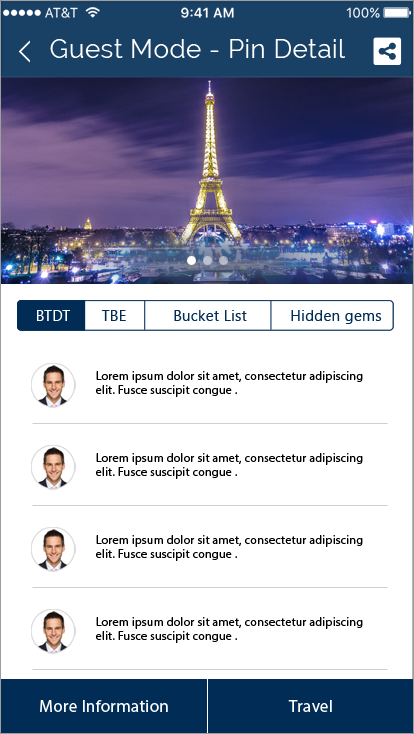 AT&T 9:41 AM 100%
Guest Mode - Pin Detail
BTDT TBE Bucket List Hidden gems
Lorem ipsum dolor sit amet, consectetur adipiscing
elit. Fusce suscipit congue .
Lorem ipsum dolor sit amet, consectetur adipiscing
elit. Fusce suscipit congue .
Lorem ipsum dolor sit amet, consectetur adipiscing
elit. Fusce suscipit congue .
Lorem ipsum dolor sit amet, consectetur adipiscing
elit. Fusce suscipit congue .
More Information Travel